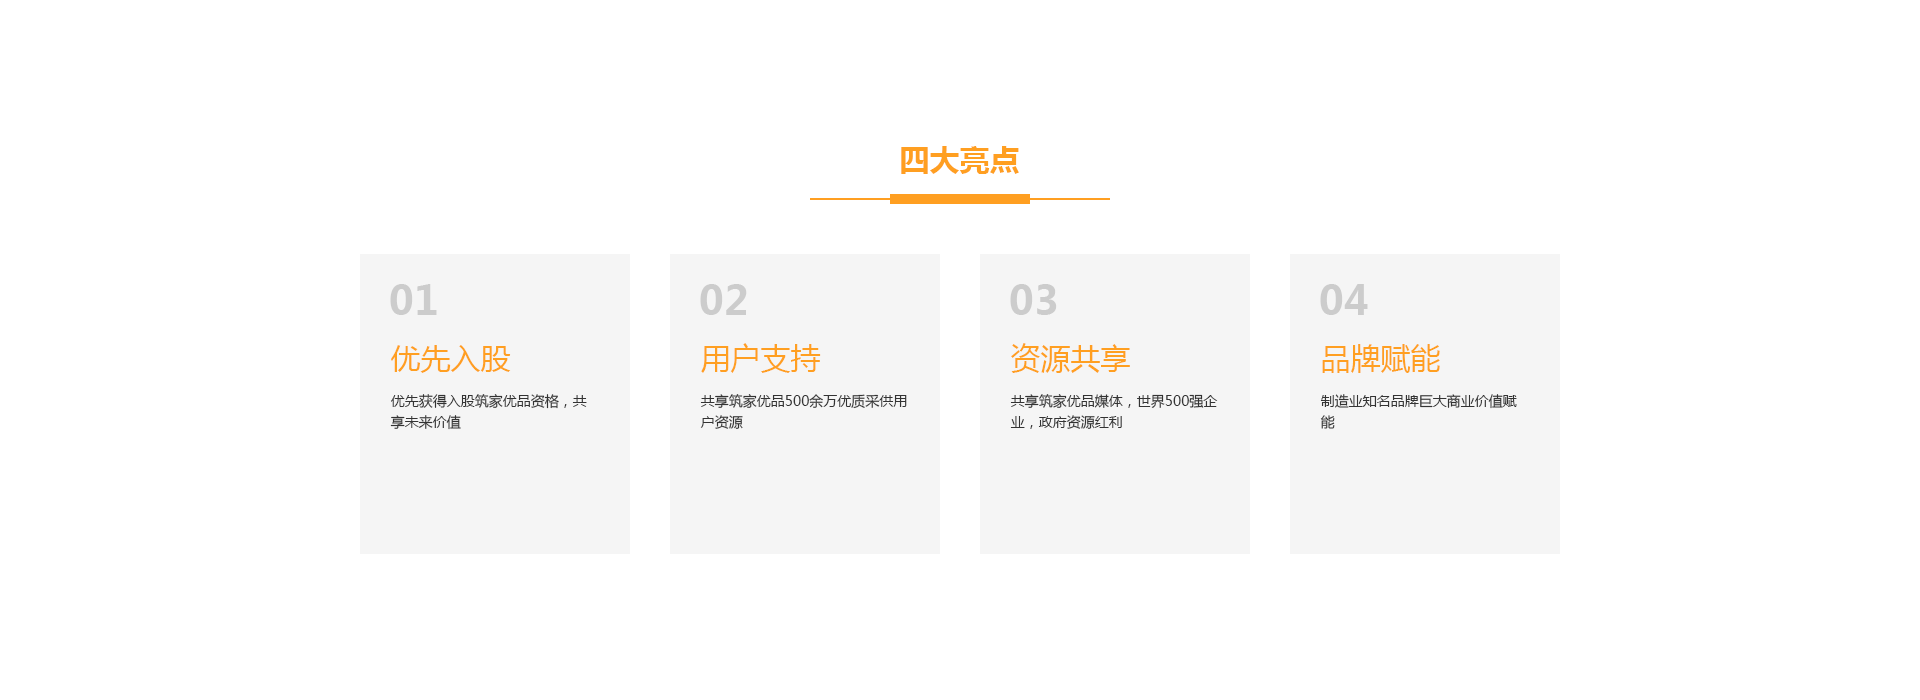 四大亮点
01
优先入股
优先获得入股筑家优品资格，共
享未来价值
02
用户支持
共享筑家优品500余万优质采供用
户资源
03
资源共享
共享筑家优品媒体，世界500强企
业，政府资源红利
04
品牌赋能
制造业知名品牌巨大商业价值赋
能